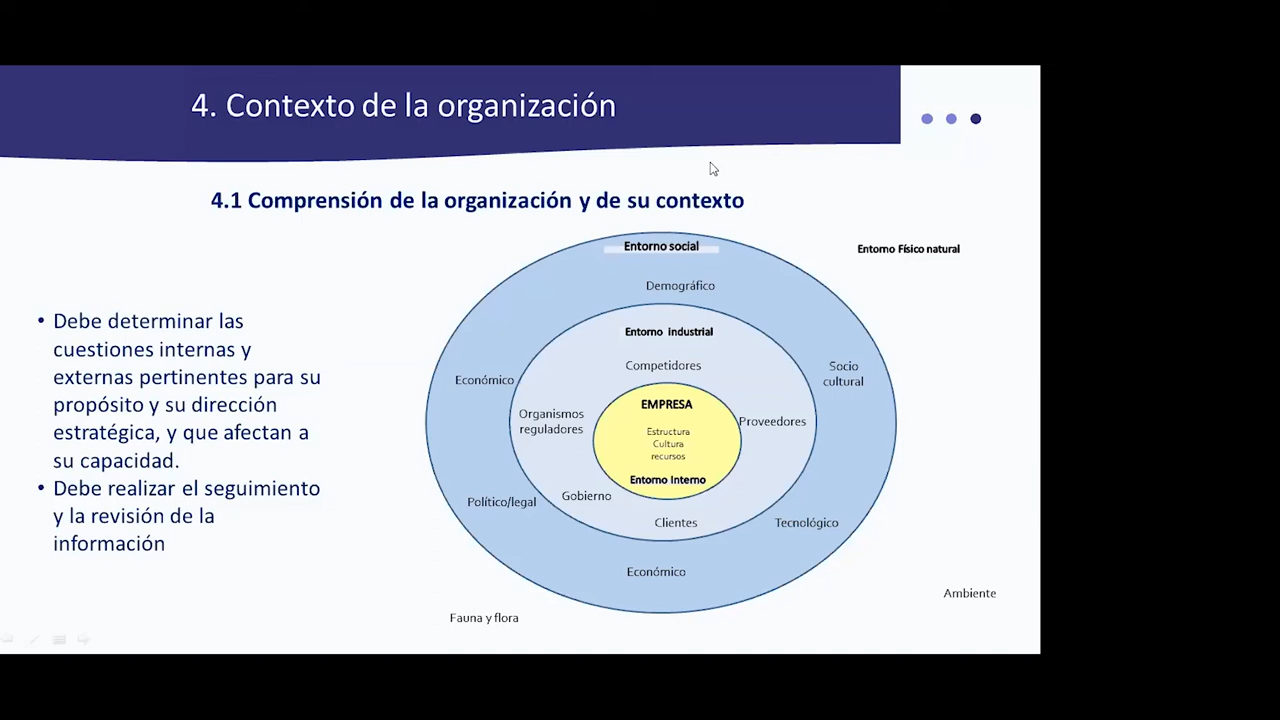 4. Contexto de la organización
4.1 Comprensión de la organización y de su contexto
• Debe determinar las
cuestiones internas y
externas pertinentes para su
propósito y su dirección
estratégica, y que afectan a
su capacidad.
• Debe realizar el seguimiento
y la revisión de la
información
Entorno social
Entorno Físico natural
Demográfico
Entorno industrial
Competidores
Económico
Socio
cultural
EMPRESA
Organismos
reguladores
Proveedores
Estructura
Cultura
recursos
Entorno Interno
Gobierno
Político/legal
Clientes
Tecnológico
Económico
Ambiente
Fauna y flora